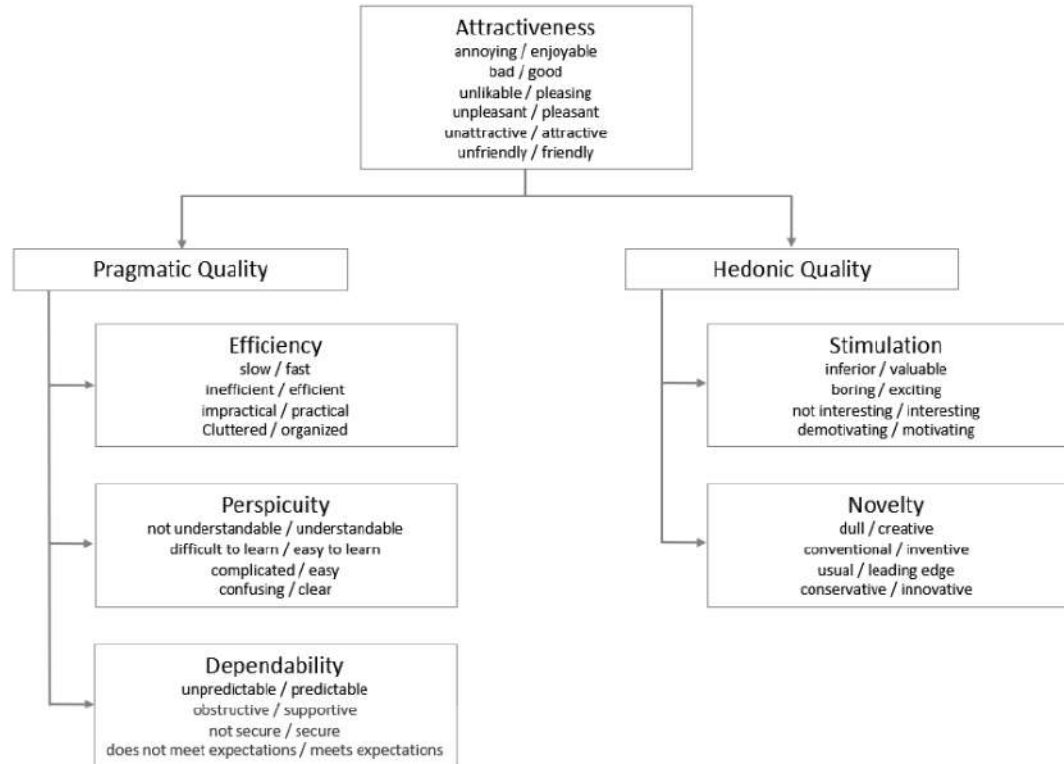 Attractiveness
annoying / enjoyable
bad / good
unlikable / pleasing
unpleasant / pleasant
unattractive / attractive
unfriendly / friendly
Pragmatic Quality
Hedonic Quality
Efficiency
slow / fast
inefficient / efficient
impractical / practical
Cluttered / organized
Perspicuity
not understandable / understandable
difficult to learn / easy to learn
complicated / easy
confusing / clear
Dependability
unpredictable / predictable
obstructive / supportive
not secure / secure
does not meet expectations / meets expectations
Stimulation
inferior / valuable
boring / exciting
not interesting / interesting
demotivating / motivating
Novelty
dull / creative
conventional / inventive
usual / leading edge
conservative / innovative